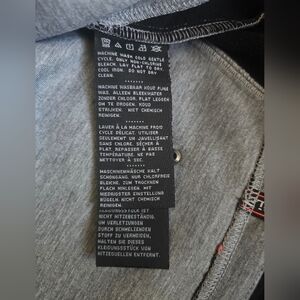 MACHINE WASH COLD GENTLE
CYCLE. ONLY NON-CHLORINE
BLEACH. LAY FLAT TO DRY.
COOL IRON. DO NOT DRY
CLEAN.
MACHINE WASBAAR KOUD FIJNE
WAS. ALLEEN BLEEKWATER
ZONDER CHLOOR. PLAT LEGGEN
OM TE DROGEN. KOUD
STRIJKEN. NIET CHEMISCH
REINIGEN.
LAVER À LA MACHINE FROID
CYCLE DÉLICAT. UTILISER
SEULEMENT UN JAVELLISANT
SANS CHLORE. SÉCHER À
PLAT. REPASSER À BASSE
TEMPÉRATURE. NE PAS
NETTOYER À SEC.
MASCHINENWÄSCHE KALT
SCHONGANG. NUR CHLORFREIE
BLEICHE. ZUM TROCKNEN
FLACH HINLEGEN. MIT
NIEDRIGSTER EINSTELLUNG
BÜGELN. NICHT CHEMISCH
REINIGEN.
IST
NICHT HITZEBESTÄNDIG.
UM VERLETZUNGEN
DURCH SCHMELZENDEN
STOFF ZU VERMEIDEN,
HALTEN SIE DIESES
KLEIDUNGSSTÜCK VON
HITZEQUELLEN ENTFERNT.